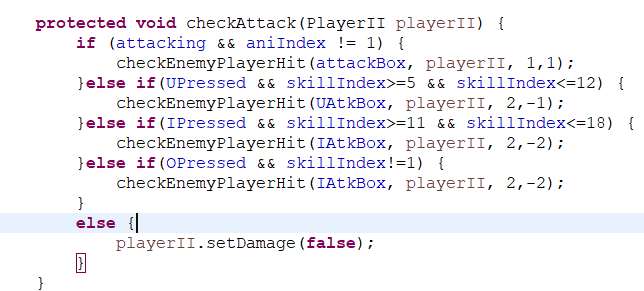 protected void checkAttack(PlayerII playerII) {
    if (attacking && aniIndex != 1) {
        checkEnemyPlayerHit(attackBox, playerII, 1,1);
    }else if(UPressed && skillIndex>=5 && skillIndex<=12) {
        checkEnemyPlayerHit(UAtkBox, playerII, 2,-1);
    }else if(IPressed && skillIndex>=11 && skillIndex<=18) {
        checkEnemyPlayerHit(IAtkBox, playerII, 2,-2);
    }else if(OPressed && skillIndex!=1) {
        checkEnemyPlayerHit(IAtkBox, playerII, 2,-2);
    }
    else {
        playerII.setDamage(false);
    }
}